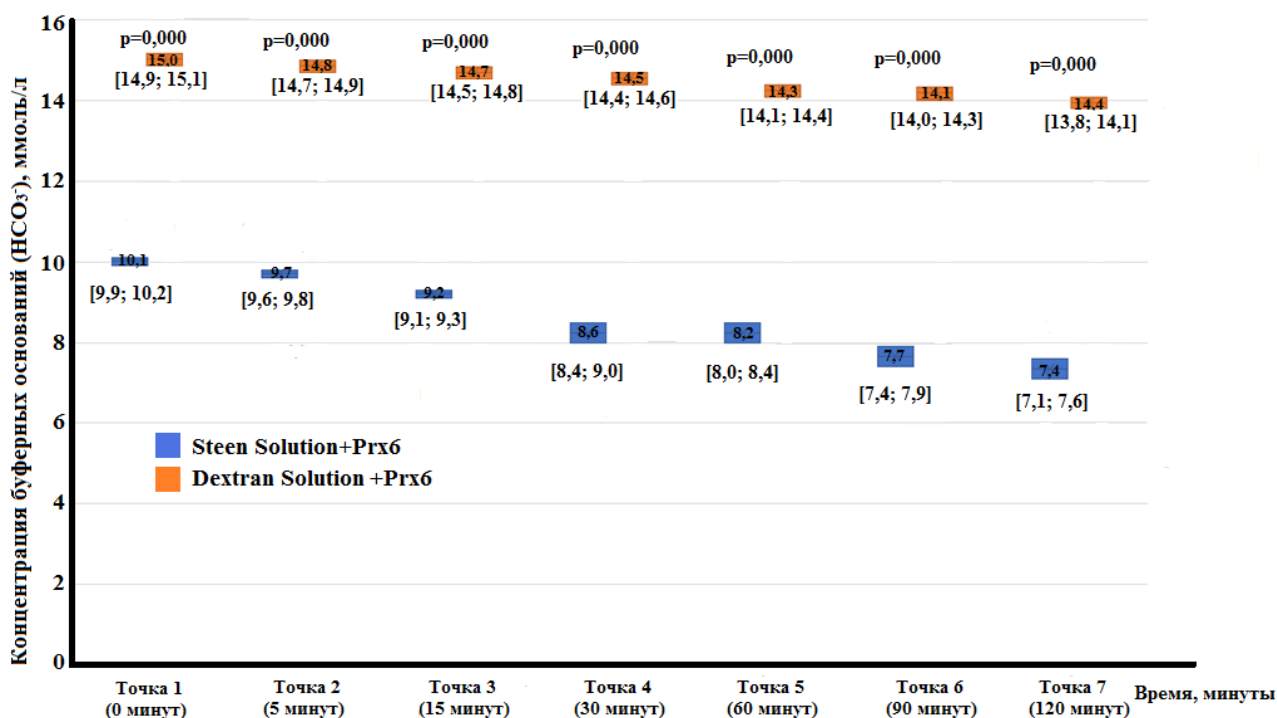 Концентрация буферных оснований (HCO₃⁻), ммоль/л
16
14
12
10
8
6
4
2
0
p=0,000
15,0
[14,9; 15,1]
p=0,000
14,8
[14,7; 14,9]
p=0,000
14,7
[14,5; 14,8]
p=0,000
14,5
[14,4; 14,6]
p=0,000
14,3
[14,1; 14,4]
p=0,000
14,1
[14,0; 14,3]
p=0,000
14,4
[13,8; 14,1]
10,1
[9,9; 10,2]
9,7
[9,6; 9,8]
9,2
[9,1; 9,3]
8,6
[8,4; 9,0]
8,2
[8,0; 8,4]
7,7
[7,4; 7,9]
7,4
[7,1; 7,6]
Steen Solution+Prx6
Dextran Solution +Prx6
Точка 1
(0 минут)
Точка 2
(5 минут)
Точка 3
(15 минут)
Точка 4
(30 минут)
Точка 5
(60 минут)
Точка 6
(90 минут)
Точка 7
(120 минут)
Время, минуты